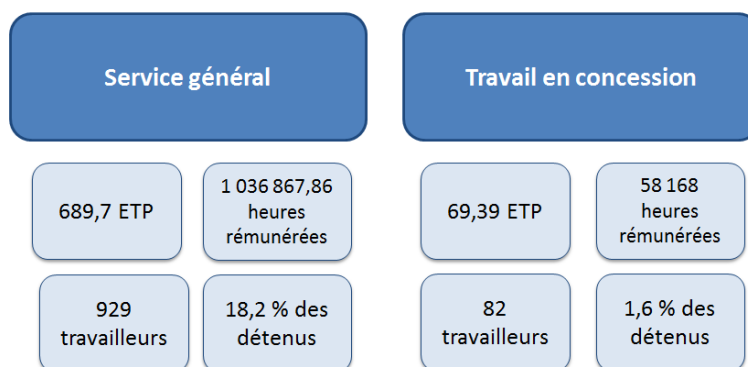 Service général
Travail en concession
689,7 ETP
1 036 867,86
heures
rémunérées
69,39 ETP
58 168
heures
rémunérées
929
travailleurs
18,2 % des
détenus
82
travailleurs
1,6 % des
détenus